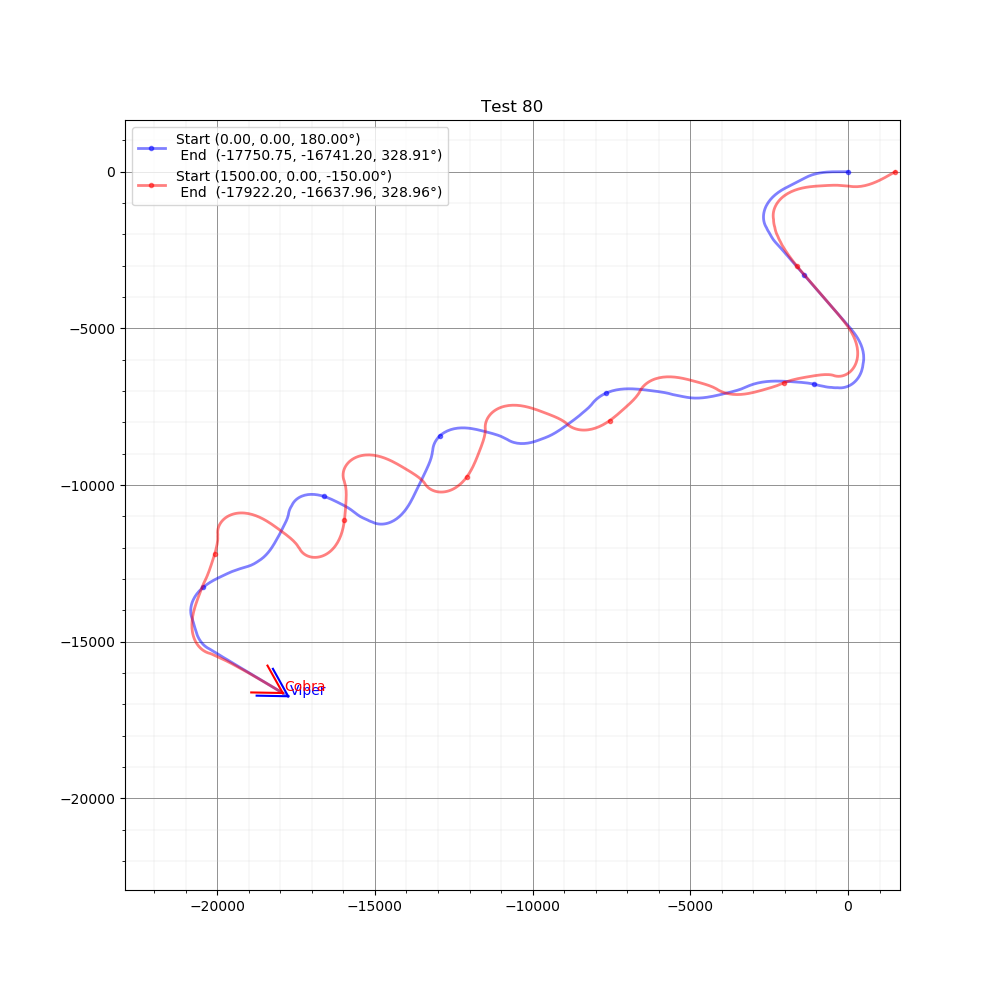 Test 80
Start (0.00, 0.00, 180.00°)
End (-17750.75, -16741.20, 328.91°)
Start (1500.00, 0.00, -150.00°)
End (-17922.20, -16637.96, 328.96°)
0
−5000
−10000
−15000
−20000
Cobra
Viper
−20000 −15000 −10000 −5000 0